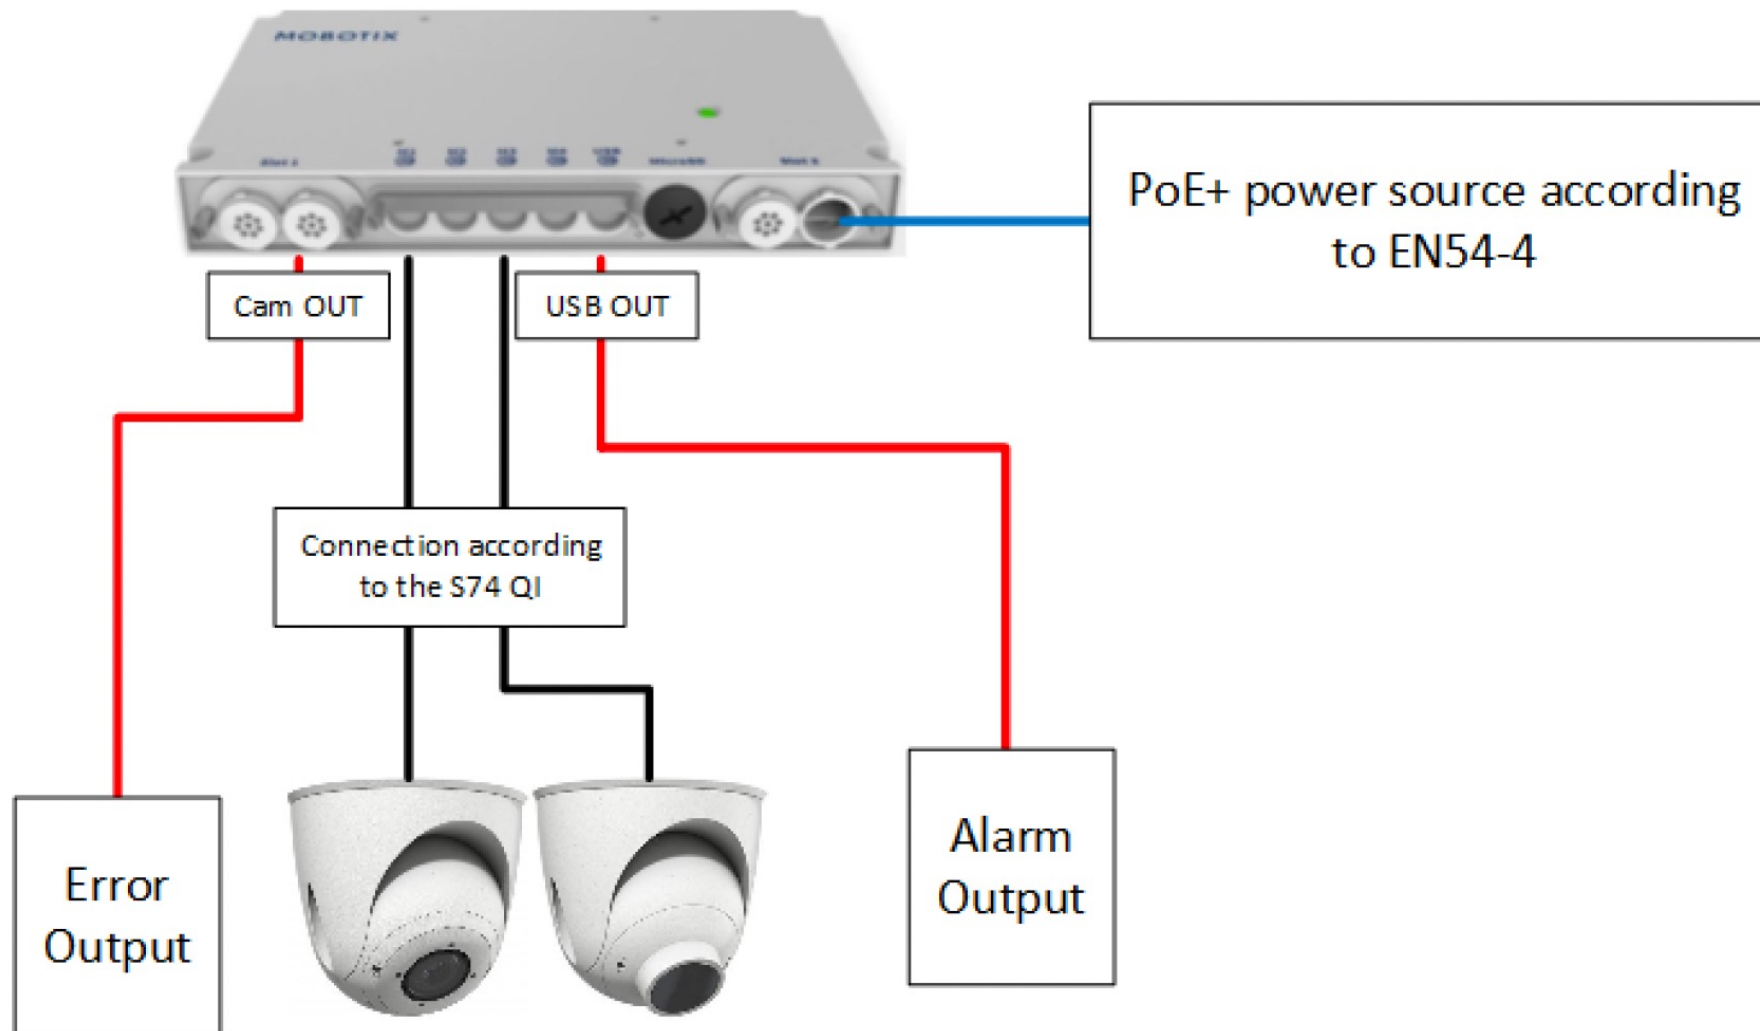 MOBOTIX
MicroSD
PoE+ power source according
to EN54-4
Cam OUT
USB OUT
Connection according
to the S74 QI
Error
Output
Alarm
Output